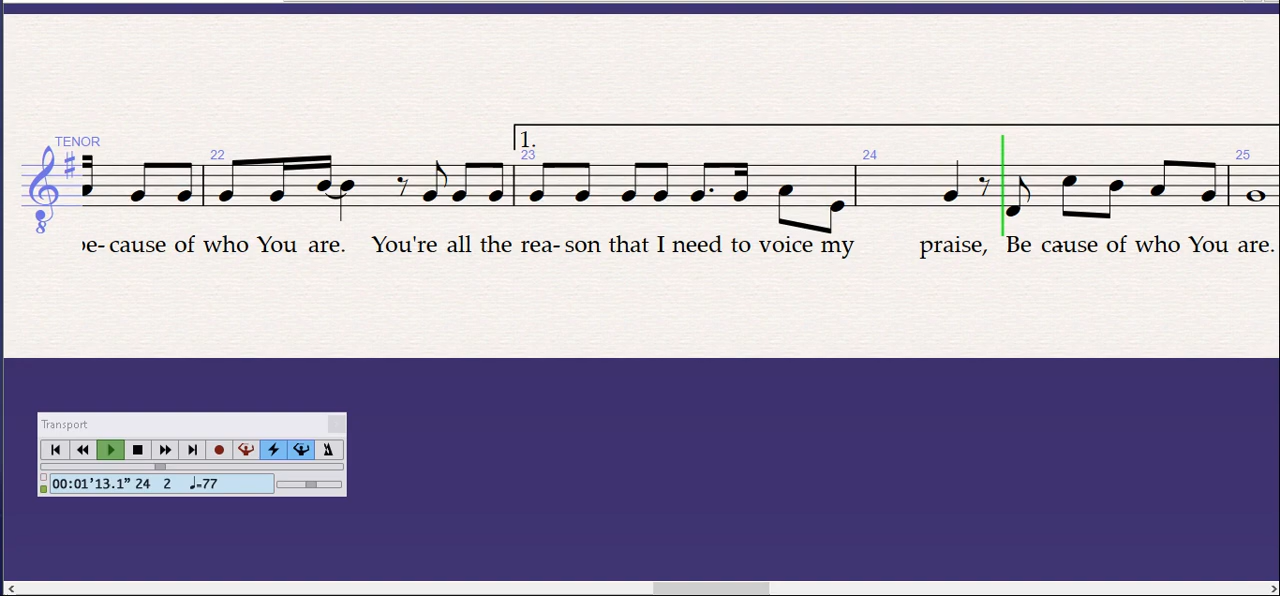 1.
TENOR
22
23
24
25
8
be- cause of who You are. You're all the rea- son that I need to voice my praise, Be cause of who You are.
Transport
00:01'13.1" 24 2 ♩=77